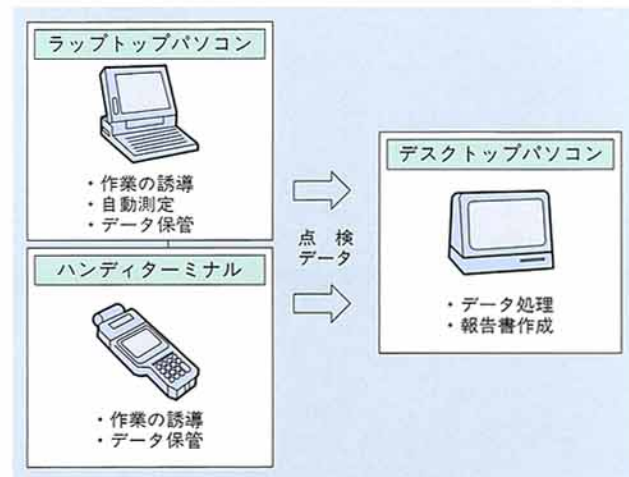 ラップトップパソコン
・作業の誘導
・自動測定
・データ保管
ハンディターミナル
・作業の誘導
・データ保管
点 検
データ
デスクトップパソコン
・データ処理
・報告書作成